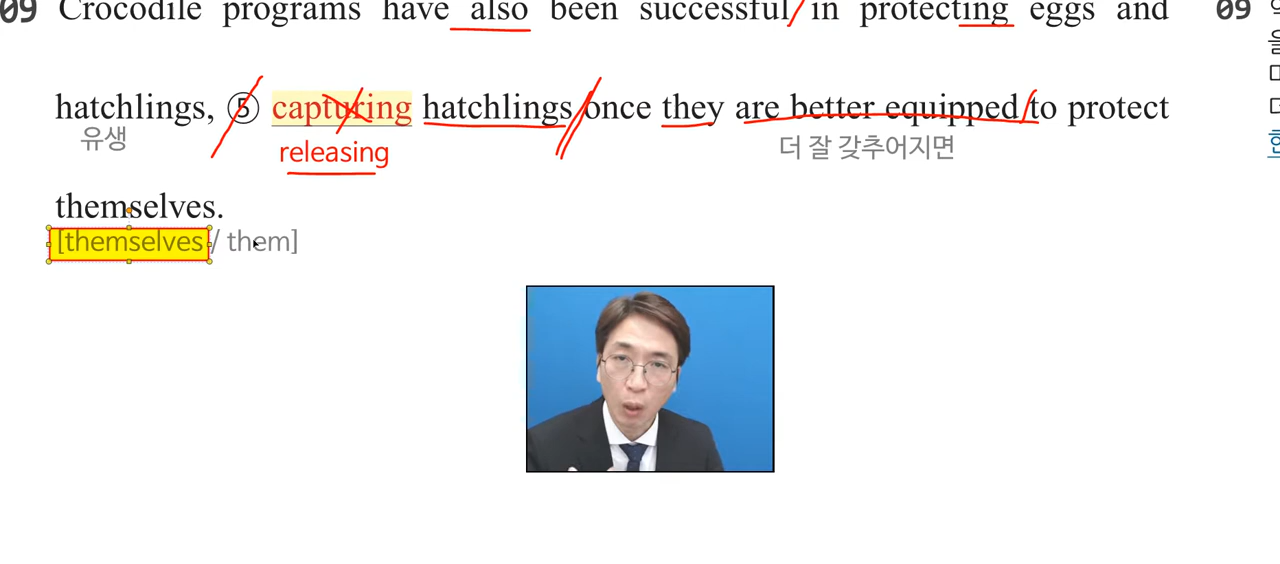 09 Crocodile programs have also been successful in protecting eggs and 09
hatchlings, ⑤ capturing hatchlings once they are better equipped to protect
유생 releasing 더 잘 갖추어지면
themselves.
[themselves / them]